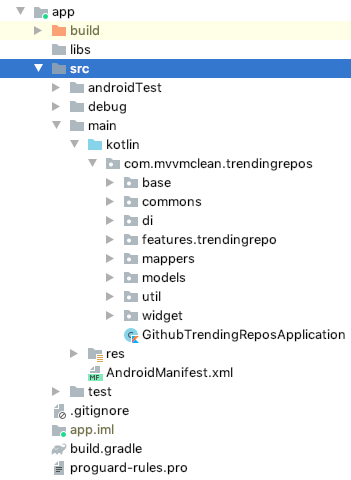 app
build
libs
src
androidTest
debug
main
kotlin
com.mvvmclean.trendingrepos
base
commons
di
features.trendingrepo
mappers
models
util
widget
GithubTrendingReposApplication
res
MF AndroidManifest.xml
test
.gitignore
app.iml
build.gradle
proguard-rules.pro